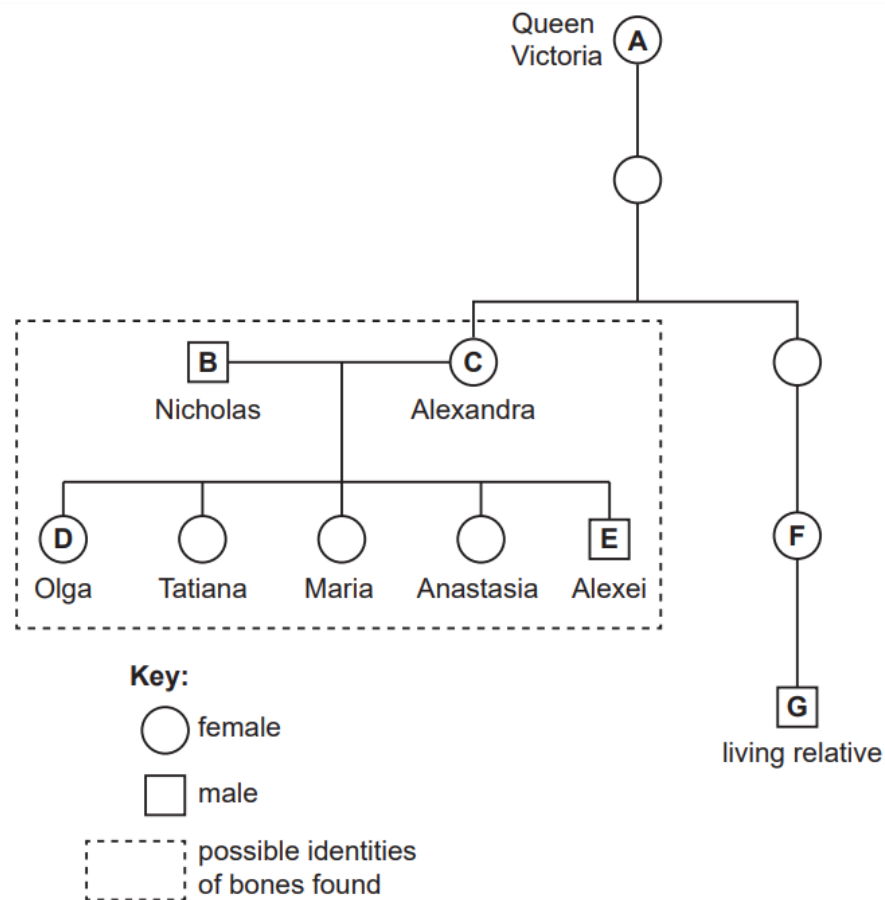 Queen
Victoria
A
B
C
Nicholas
Alexandra
D
E
F
Olga
Tatiana
Maria
Anastasia
Alexei
Key:
female
G
living relative
male
possible identities
of bones found